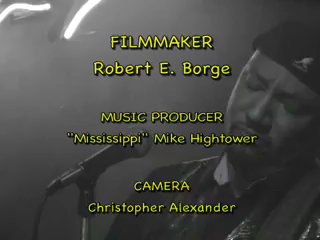 FILMMAKER
Robert E. Borge
MUSIC PRODUCER
"Mississippi" Mike Hightower
CAMERA
Christopher Alexander